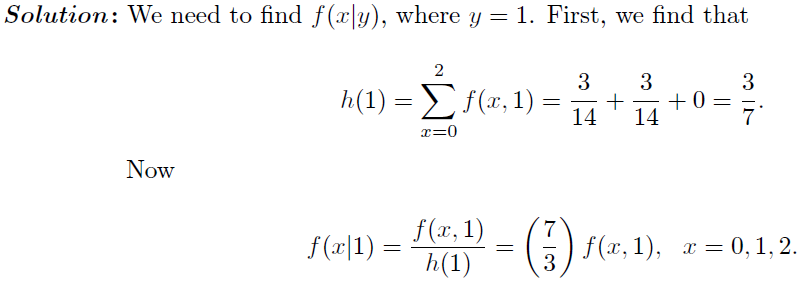 Solution: We need to find f(x|y), where y = 1. First, we find that
h(1) = \sum_{x=0}^{2} f(x, 1) = \frac{3}{14} + \frac{3}{14} + 0 = \frac{3}{7}.
Now
f(x|1) = \frac{f(x, 1)}{h(1)} = \left(\frac{7}{3}\right) f(x, 1), x = 0, 1, 2.